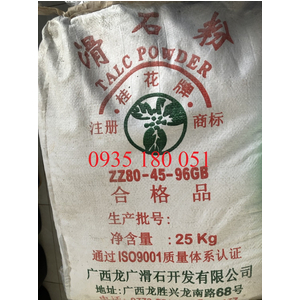 滑石粉
TALC POWDER
桂花牌
注册 商标
0935 180 051
ZZ80-45-96GB
合格品
生产批号:
净含量: 25 Kg
通过ISO9001质量体系认证
广西龙广滑石开发有限公司
地址:广西龙胜兴龙南路68号